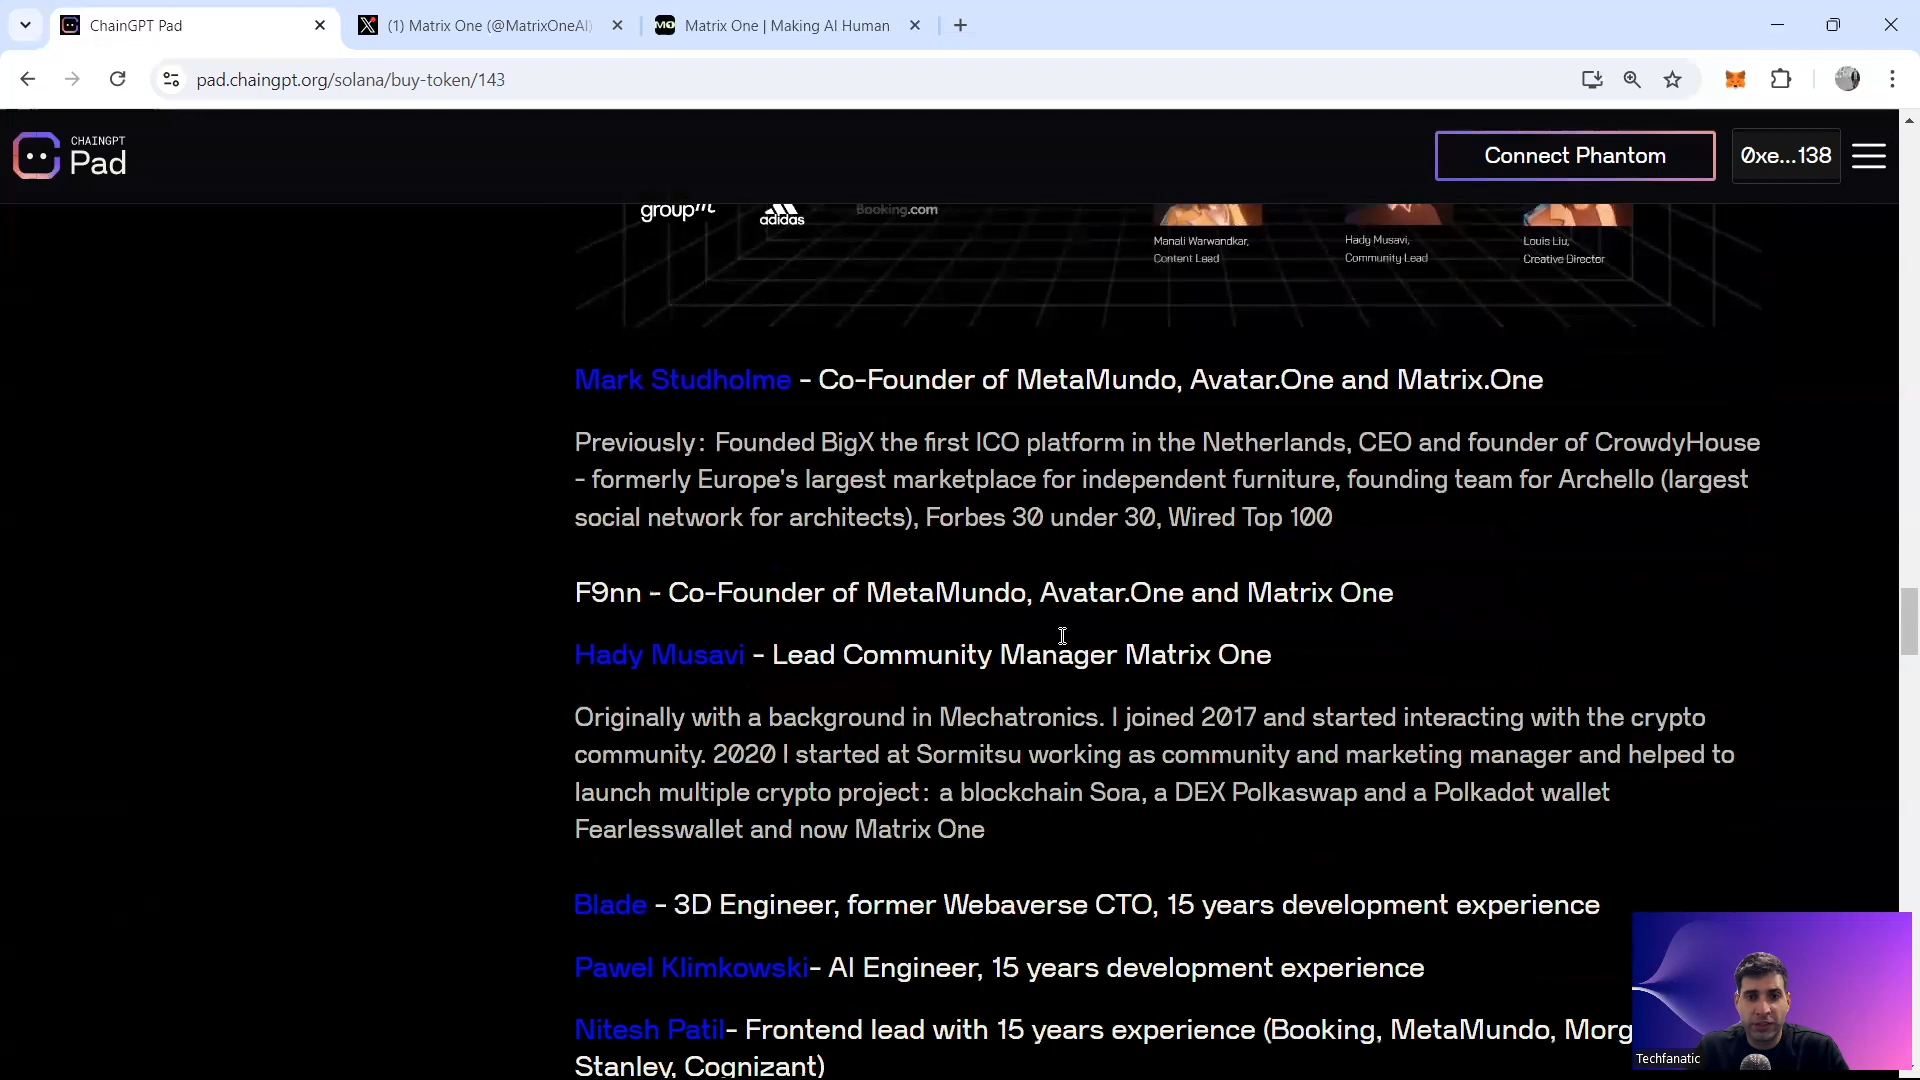 ChainGPT Pad
(1) Matrix One (@MatrixOneAI)
Matrix One | Making AI Human
pad.chaingpt.org/solana/buy-token/143
CHAINGPT
Pad
Connect Phantom
0xe...138
groupm
adidas
Booking.com
Manali Warwandkar,
Content Lead
Hady Musavi,
Community Lead
Louis Liu,
Creative Director
Mark Studholme - Co-Founder of MetaMundo, Avatar.One and Matrix.One
Previously: Founded BigX the first ICO platform in the Netherlands, CEO and founder of CrowdyHouse
- formerly Europe's largest marketplace for independent furniture, founding team for Archello (largest
social network for architects), Forbes 30 under 30, Wired Top 100
F9nn - Co-Founder of MetaMundo, Avatar.One and Matrix One
Hady Musavi - Lead Community Manager Matrix One
Originally with a background in Mechatronics. I joined 2017 and started interacting with the crypto
community. 2020 I started at Sormitsu working as community and marketing manager and helped to
launch multiple crypto project: a blockchain Sora, a DEX Polkaswap and a Polkadot wallet
Fearlesswallet and now Matrix One
Blade - 3D Engineer, former Webaverse CTO, 15 years development experience
Pawel Klimkowski- AI Engineer, 15 years development experience
Nitesh Patil- Frontend lead with 15 years experience (Booking, MetaMundo, Morg
Stanley, Cognizant)
Techfanatic